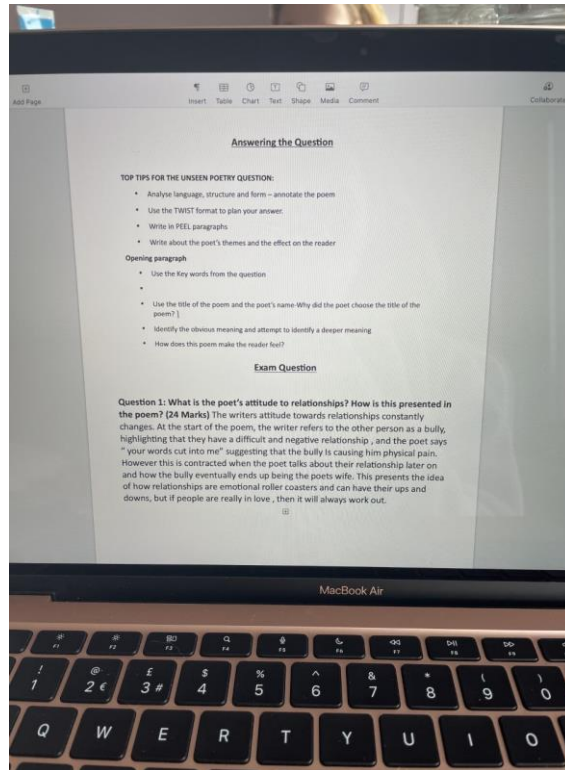 Add Page
Insert Table Chart Text Shape Media Comment
Collaborate
Answering the Question
TOP TIPS FOR THE UNSEEN POETRY QUESTION:
• Analyse language, structure and form – annotate the poem
• Use the TWIST format to plan your answer.
• Write in PEEL paragraphs
• Write about the poet's themes and the effect on the reader
Opening paragraph
• Use the Key words from the question
•
• Use the title of the poem and the poet's name-Why did the poet choose the title of the
poem?
• Identify the obvious meaning and attempt to identify a deeper meaning
• How does this poem make the reader feel?
Exam Question
Question 1: What is the poet's attitude to relationships? How is this presented in
the poem? (24 Marks) The writers attitude towards relationships constantly
changes. At the start of the poem, the writer refers to the other person as a bully,
highlighting that they have a difficult and negative relationship , and the poet says
" your words cut into me" suggesting that the bully Is causing him physical pain.
However this is contracted when the poet talks about their relationship later on
and how the bully eventually ends up being the poets wife. This presents the idea
of how relationships are emotional roller coasters and can have their ups and
downs, but if people are really in love , then it will always work out.
MacBook Air
F1 F2 F3 F4 F5 F6 F7 F8 F9
! @ £ $ % ^ & * ( )
1 2 € 3 # 4 5 6 7 8 9 0
Q W E R T Y U I O